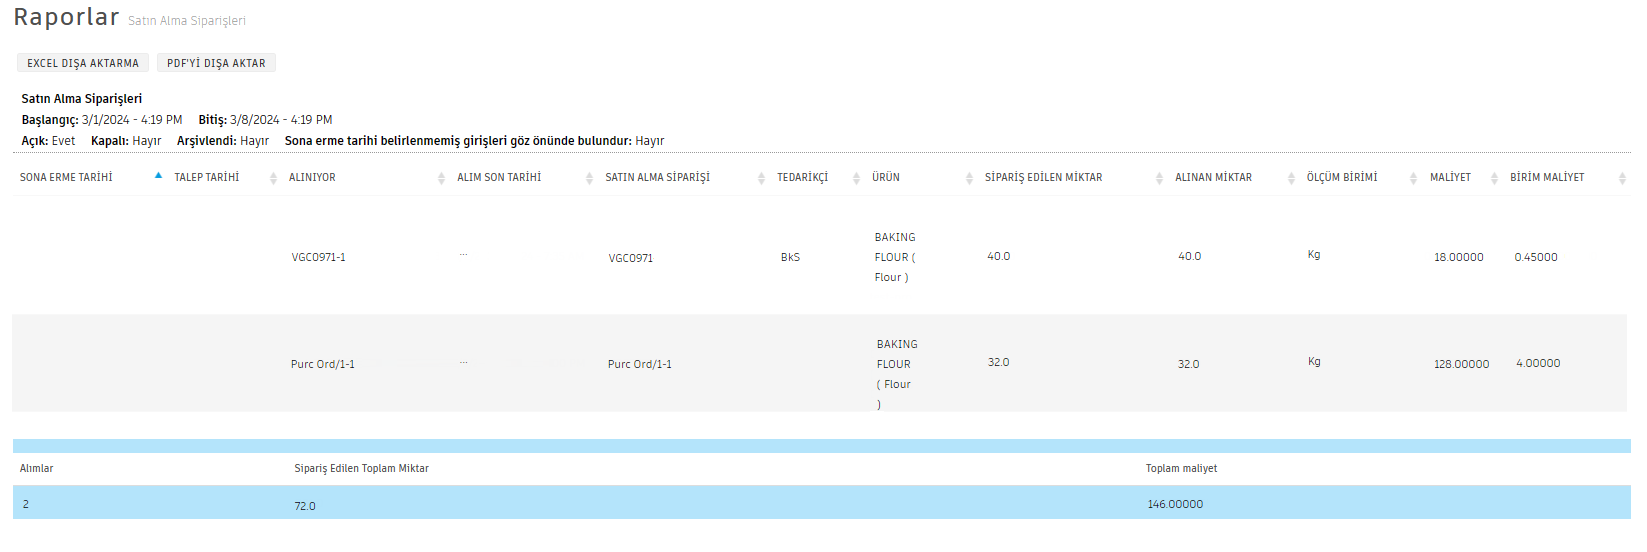 Raporlar Satın Alma Siparişleri
EXCEL DIŞA AKTARMA PDF'Yİ DIŞA AKTAR
Satın Alma Siparişleri
Başlangıç: 3/1/2024 - 4:19 PM Bitiş: 3/8/2024 - 4:19 PM
Açık: Evet Kapalı: Hayır Arşivlendi: Hayır Sona erme tarihi belirlenmemiş girişleri göz önünde bulundur: Hayır
SONA ERME TARİHİ TALEP TARİHİ ALINIYOR ALIM SON TARİHİ SATIN ALMA SİPARİŞİ TEDARİKÇİ ÜRÜN SİPARİŞ EDİLEN MİKTAR ALINAN MİKTAR ÖLÇÜM BİRİMİ MALİYET BİRİM MALİYET
VGC0971-1 ... VGC0971 BkS BAKING FLOUR ( Flour ) 40.0 40.0 Kg 18.00000 0.45000
Purc Ord/1-1 ... Purc Ord/1-1 BAKING FLOUR ( Flour ) 32.0 32.0 Kg 128.00000 4.00000
Alımlar Sipariş Edilen Toplam Miktar Toplam maliyet
2 72.0 146.00000